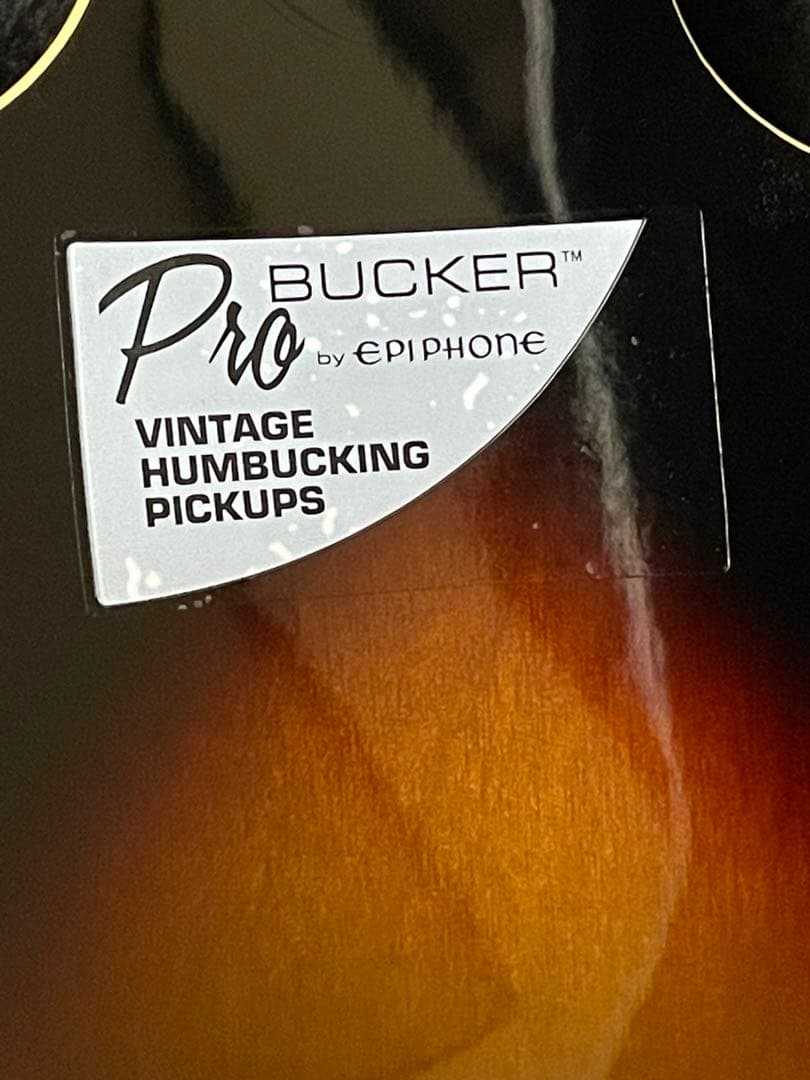 Pro BUCKER™
by EPIPHONE
VINTAGE
HUMBUCKING
PICKUPS